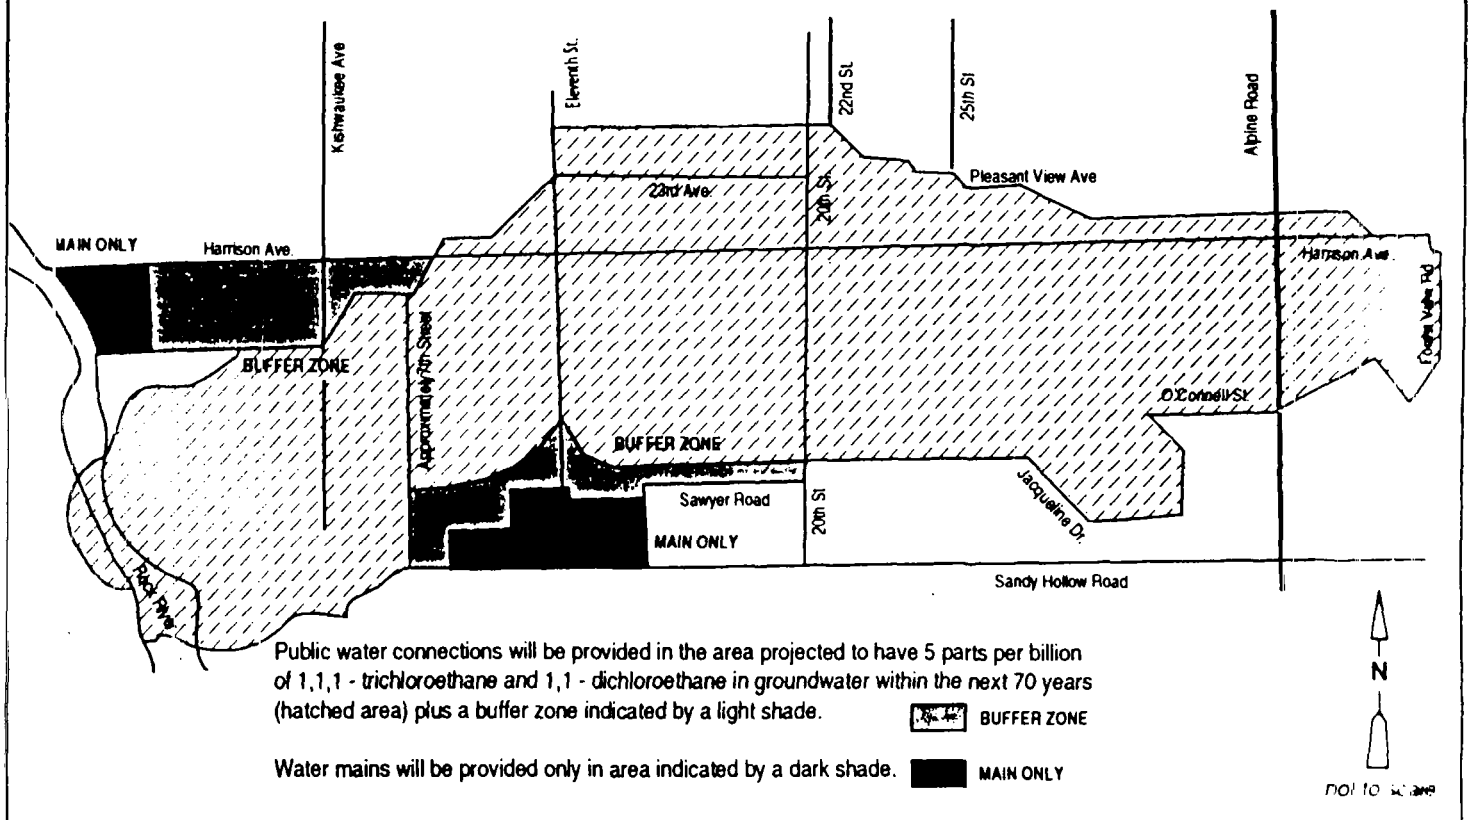 Kishwaukee Ave
Eleventh St.
22nd St.
25th St
Alpine Road
Pleasant View Ave
23rd Ave.
20th St.
MAIN ONLY
Harrison Ave.
Harrison Ave.
BUFFER ZONE
Approximately 7th Street
O'Connell St.
BUFFER ZONE
Sawyer Road
20th St
Jacqueline Dr.
MAIN ONLY
Sandy Hollow Road
Rock River
Public water connections will be provided in the area projected to have 5 parts per billion
of 1,1,1 - trichloroethane and 1,1 - dichloroethane in groundwater within the next 70 years
(hatched area) plus a buffer zone indicated by a light shade.
BUFFER ZONE
Water mains will be provided only in area indicated by a dark shade.
MAIN ONLY
N
not to scale